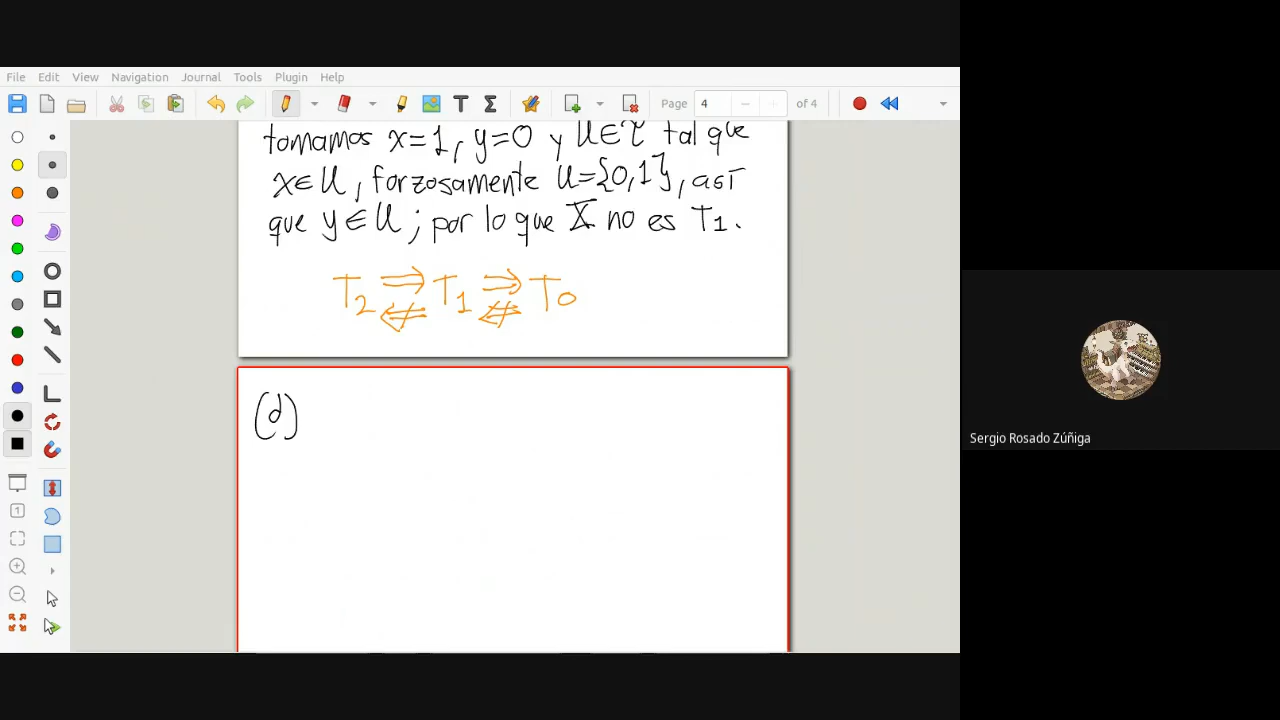 File Edit View Navigation Journal Tools Plugin Help
Page 4 of 4
tomamos x=1, y=0 y U∈τ tal que
x∈U, forzosamente U={0,1}, así
que y∈U; por lo que X no es T1.
T2 ⇒ T1 ⇒ T0
⇍ ⇍
(d)
Sergio Rosado Zúñiga